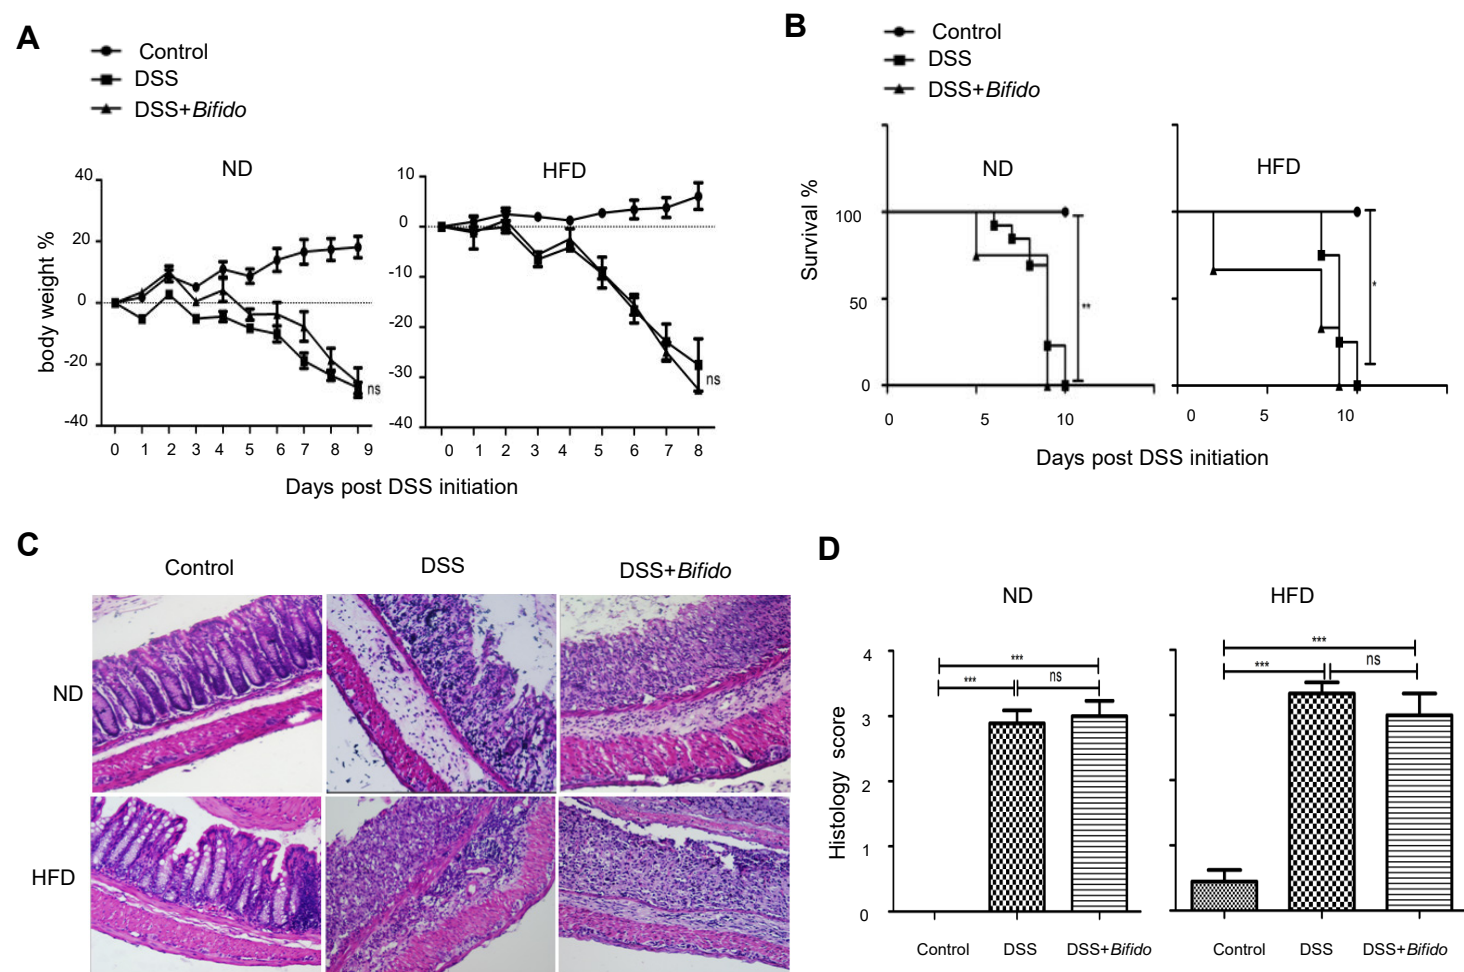 A
Control
DSS
DSS+Bifido
ND
HFD
body weight %
40
20
0
-20
-40
10
0
-10
-20
-30
-40
ns
ns
0 1 2 3 4 5 6 7 8 9
0 1 2 3 4 5 6 7 8
Days post DSS initiation
B
Control
DSS
DSS+Bifido
ND
HFD
Survival %
100
50
0
**
*
0 5 10
0 5 10
Days post DSS initiation
C
Control
DSS
DSS+Bifido
ND
HFD
D
ND
HFD
Histology score
4
3
2
1
0
***
***
ns
***
***
ns
Control DSS DSS+Bifido
Control DSS DSS+Bifido